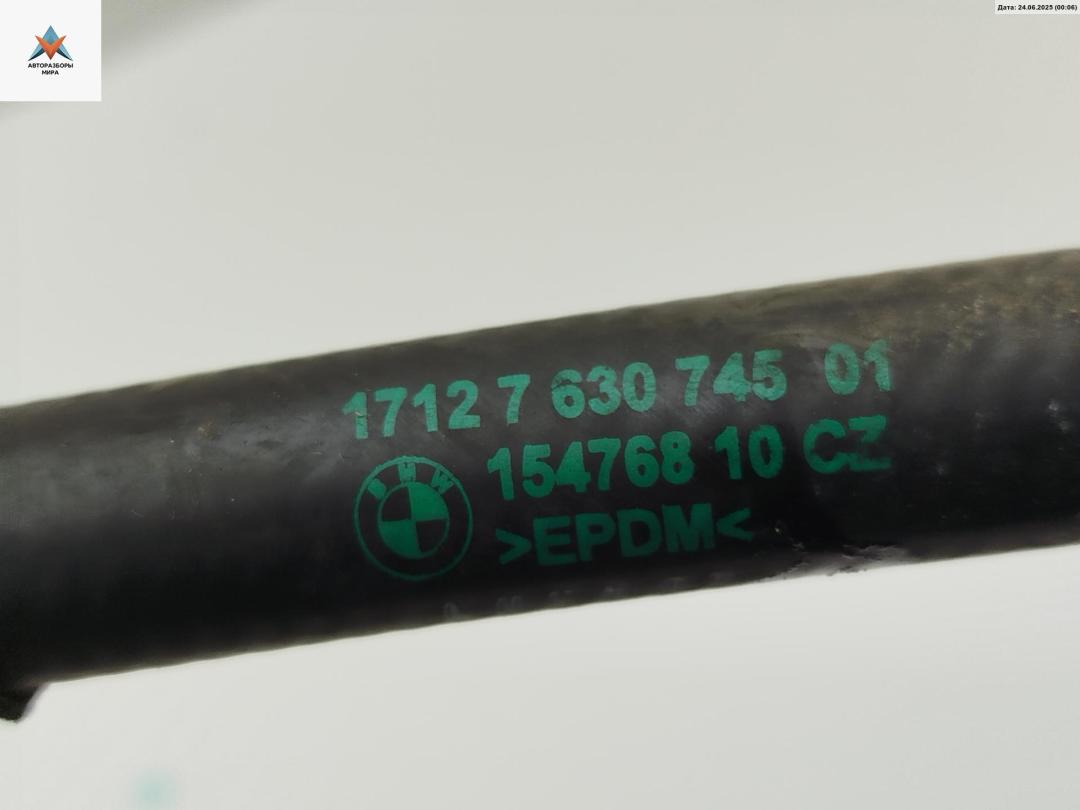 Дата: 24.06.2025 (00:06)
АВТОРАЗБОРЫ
МИРА
1712 7 630 745 01
154768 10 CZ
BMW
>EPDM<